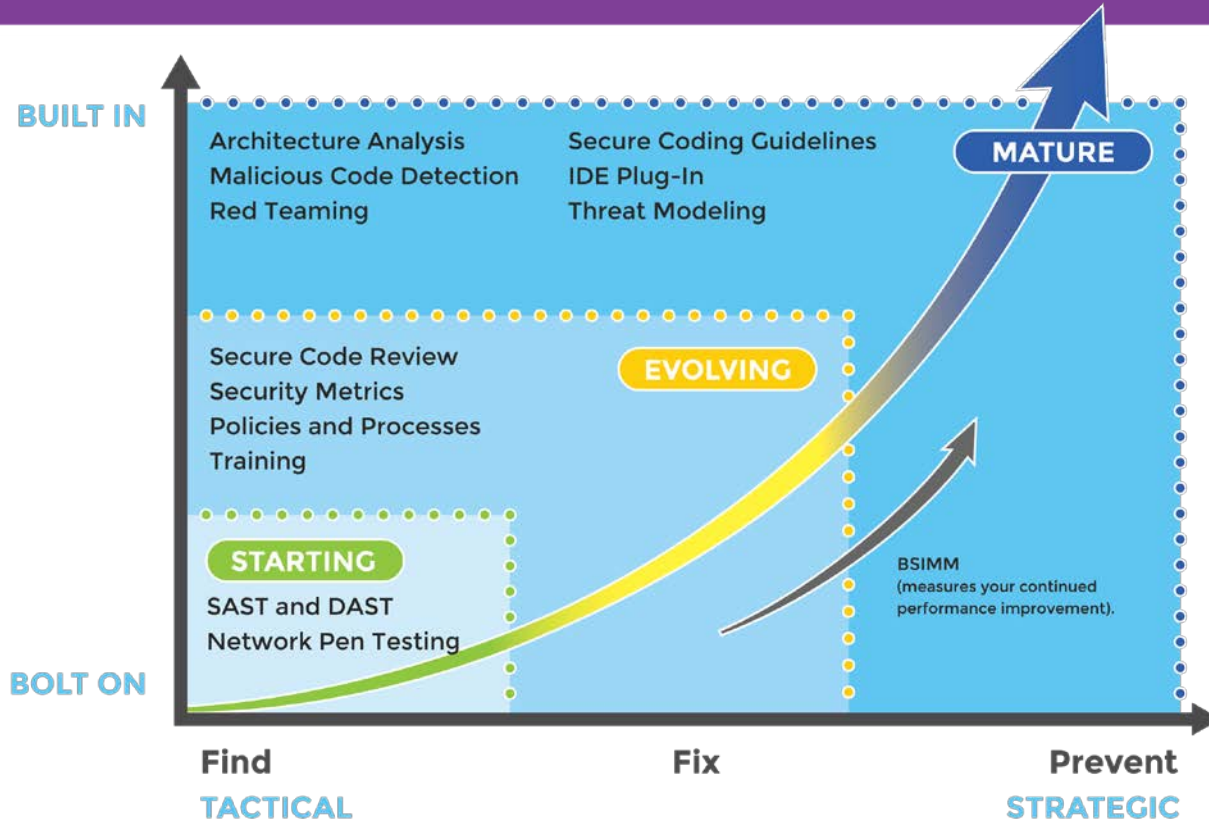 BUILT IN
Architecture Analysis
Malicious Code Detection
Red Teaming
Secure Coding Guidelines
IDE Plug-In
Threat Modeling
MATURE
Secure Code Review
Security Metrics
Policies and Processes
Training
EVOLVING
STARTING
SAST and DAST
Network Pen Testing
BSIMM
(measures your continued
performance improvement).
BOLT ON
Find
Fix
Prevent
TACTICAL
STRATEGIC